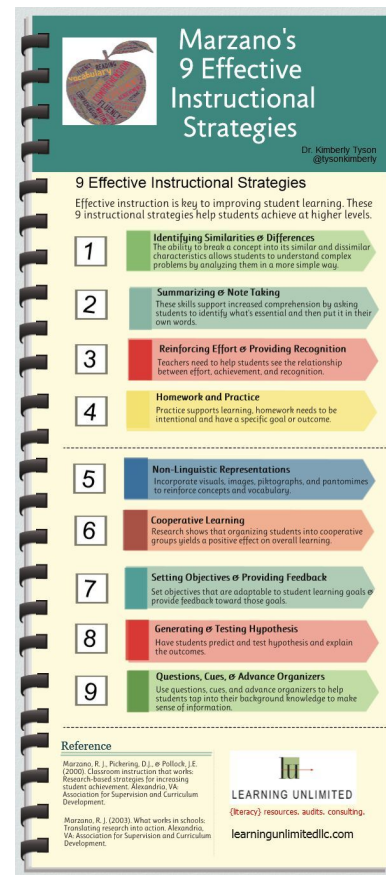 Marzano's
9 Effective
Instructional
Strategies
Dr. Kimberly Tyson
@tysonkimberly
vocabulary
READING
FLUENCY
9 Effective Instructional Strategies
Effective instruction is key to improving student learning. These
9 instructional strategies help students achieve at higher levels.
1
Identifying Similarities & Differences
The ability to break a concept into its similar and dissimilar
characteristics allows students to understand complex
problems by analyzing them in a more simple way.
2
Summarizing & Note Taking
These skills support increased comprehension by asking
students to identify what's essential and then put it in their
own words.
3
Reinforcing Effort & Providing Recognition
Teachers need to help students see the relationship
between effort, achievement, and recognition.
4
Homework and Practice
Practice supports learning, homework needs to be
intentional and have a specific goal or outcome.
5
Non-Linguistic Representations
Incorporate visuals, images, piktographs, and pantomimes
to reinforce concepts and vocabulary.
6
Cooperative Learning
Research shows that organizing students into cooperative
groups yields a positive effect on overall learning.
7
Setting Objectives & Providing Feedback
Set objectives that are adaptable to student learning goals &
provide feedback toward those goals.
8
Generating & Testing Hypothesis
Have students predict and test hypothesis and explain
the outcomes.
9
Questions, Cues, & Advance Organizers
Use questions, cues, and advance organizers to help
students tap into their background knowledge to make
sense of information.
Reference
Marzano, R. J., Pickering, D.J., & Pollock, J.E.
(2000). Classroom instruction that works:
Research-based strategies for increasing
student achievement. Alexandria, VA:
Association for Supervision and Curriculum
Development.
Marzano, R. J. (2003). What works in schools:
Translating research into action. Alexandria,
VA: Association for Supervision and Curriculum
Development.
lu
LEARNING UNLIMITED
{literacy} resources. audits. consulting.
learningunlimitedllc.com